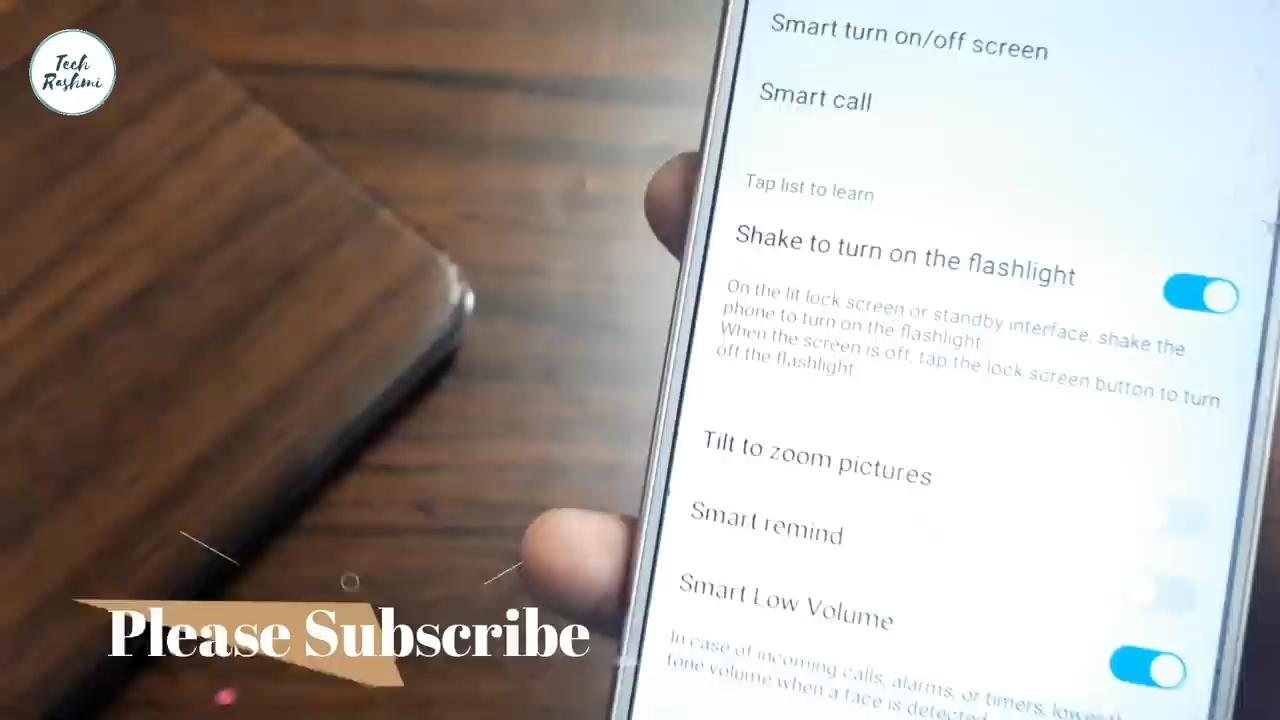 Tech
Rashmi
Smart turn on/off screen
Smart call
Tap list to learn
Shake to turn on the flashlight
On the lit lock screen or standby interface, shake the
phone to turn on the flashlight
When the screen is off, tap the lock screen button to turn
off the flashlight
Tilt to zoom pictures
Smart remind
Smart Low Volume
In case of incoming calls, alarms, or timers, lower the
tone volume when a face is detected
Please Subscribe